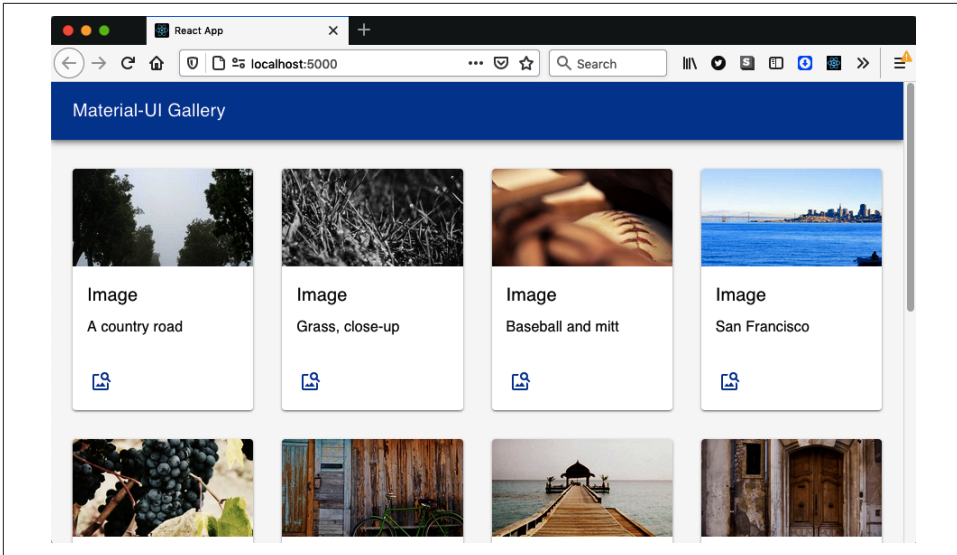 React App
localhost:5000
Search
Material-UI Gallery
Image
A country road
Image
Grass, close-up
Image
Baseball and mitt
Image
San Francisco